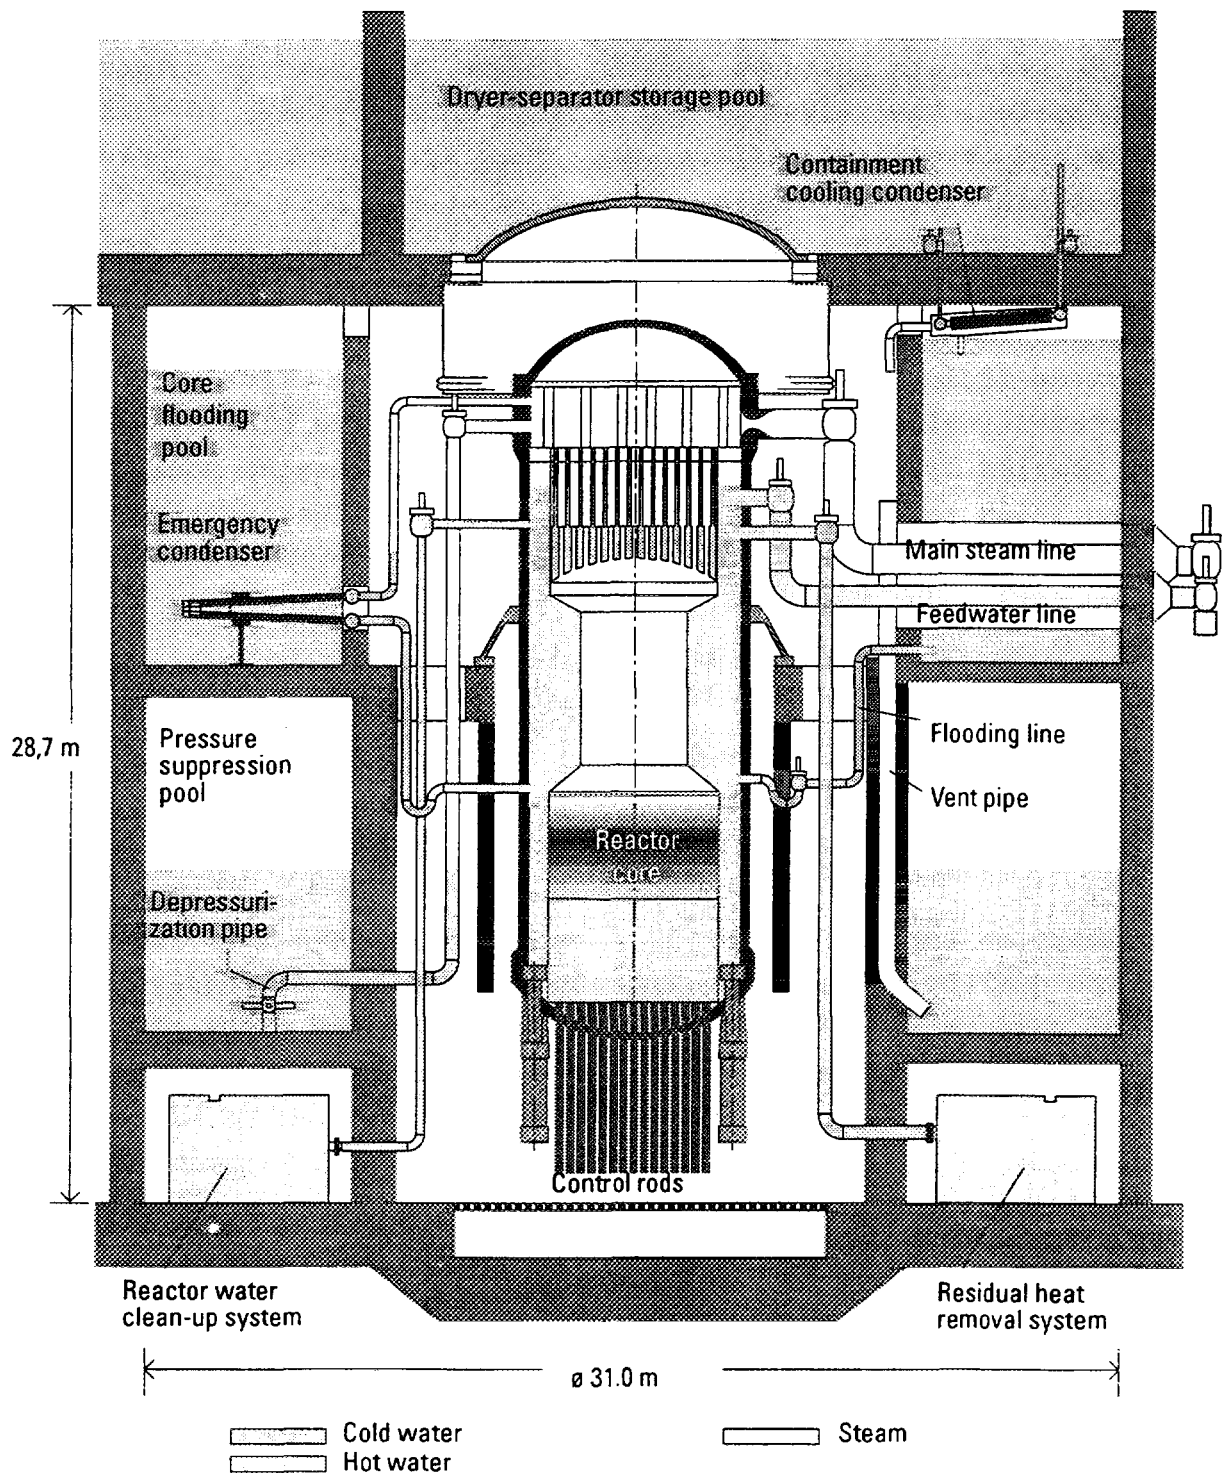 Dryer-separator storage pool
Containment
cooling condenser
Core
flooding
pool
Emergency
condenser
Main steam line
Feedwater line
28,7 m
Pressure
suppression
pool
Flooding line
Vent pipe
Reactor
core
Depressuri-
zation pipe
Control rods
Reactor water
clean-up system
Residual heat
removal system
ø 31.0 m
Cold water
Hot water
Steam